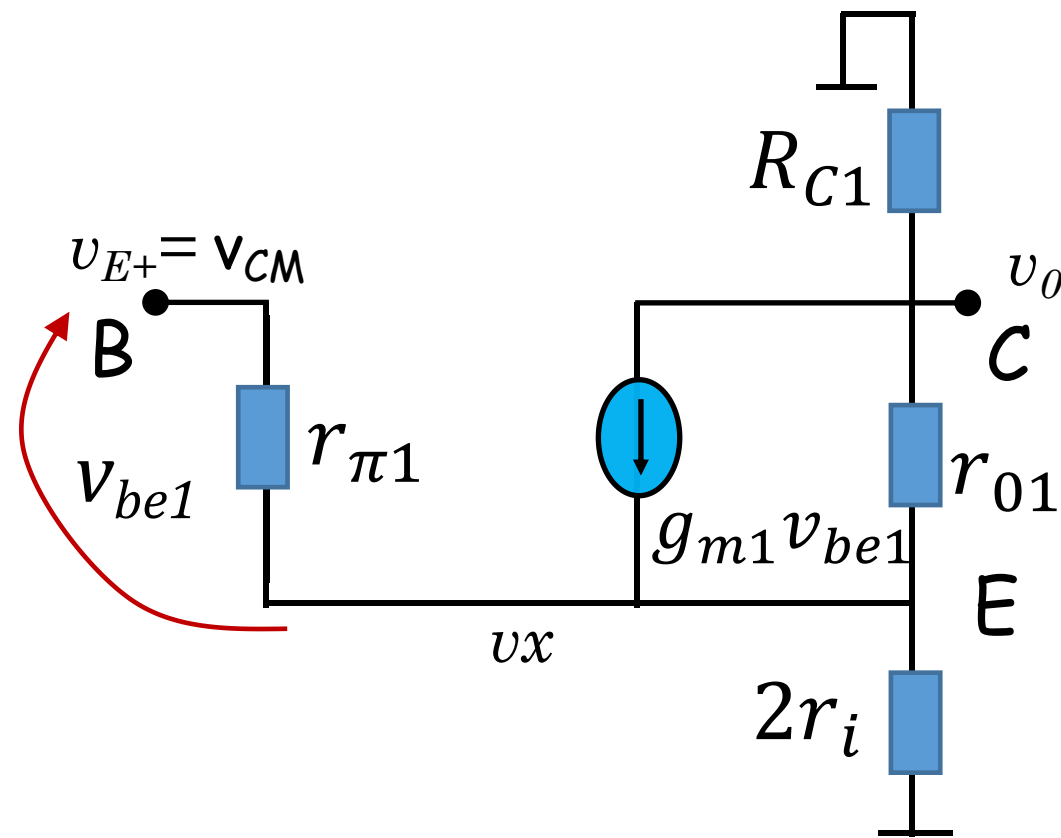 R_{C1}
v_{E+} = v_{CM}
v_0
B
C
r_{π1}
r_{01}
v_{be1}
g_{m1}v_{be1}
E
vx
2r_i